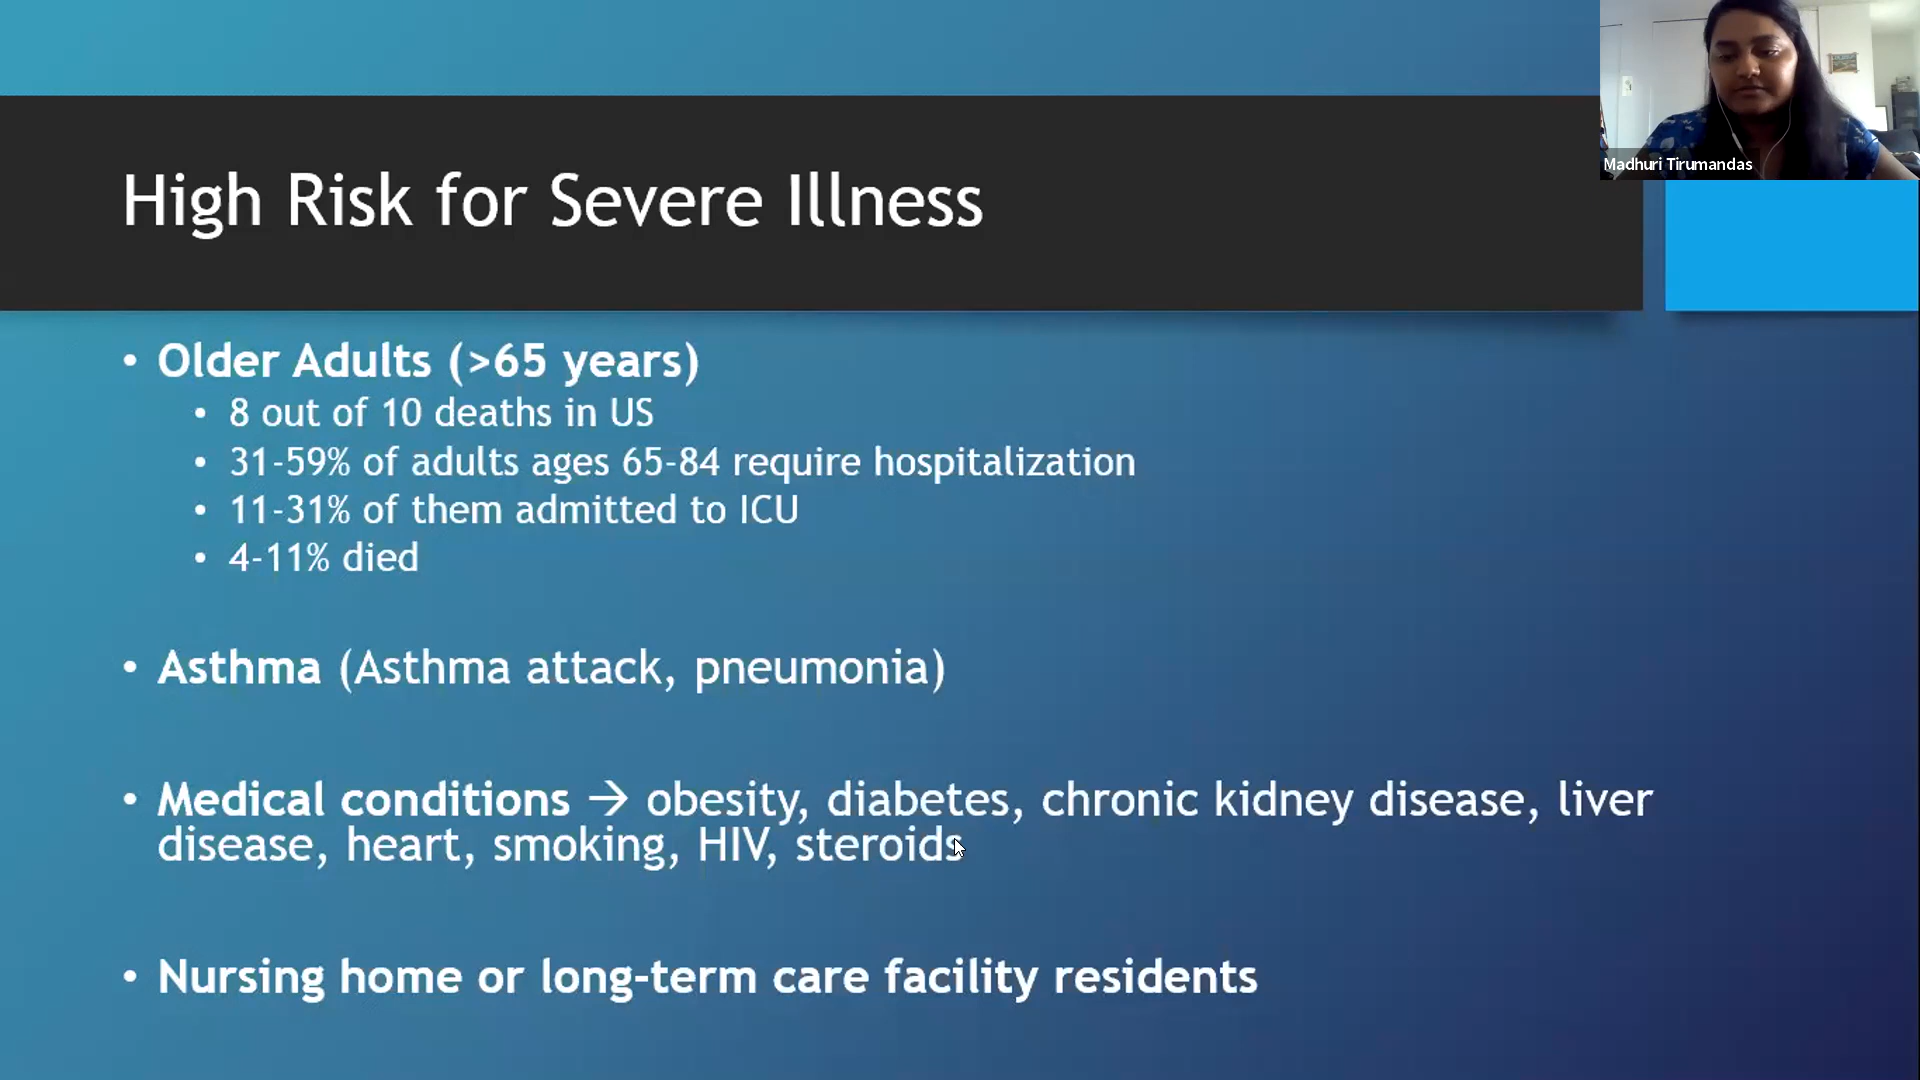 Madhuri Tirumandas
High Risk for Severe Illness
• Older Adults (>65 years)
• 8 out of 10 deaths in US
• 31-59% of adults ages 65-84 require hospitalization
• 11-31% of them admitted to ICU
• 4-11% died
• Asthma (Asthma attack, pneumonia)
• Medical conditions → obesity, diabetes, chronic kidney disease, liver
disease, heart, smoking, HIV, steroids
• Nursing home or long-term care facility residents